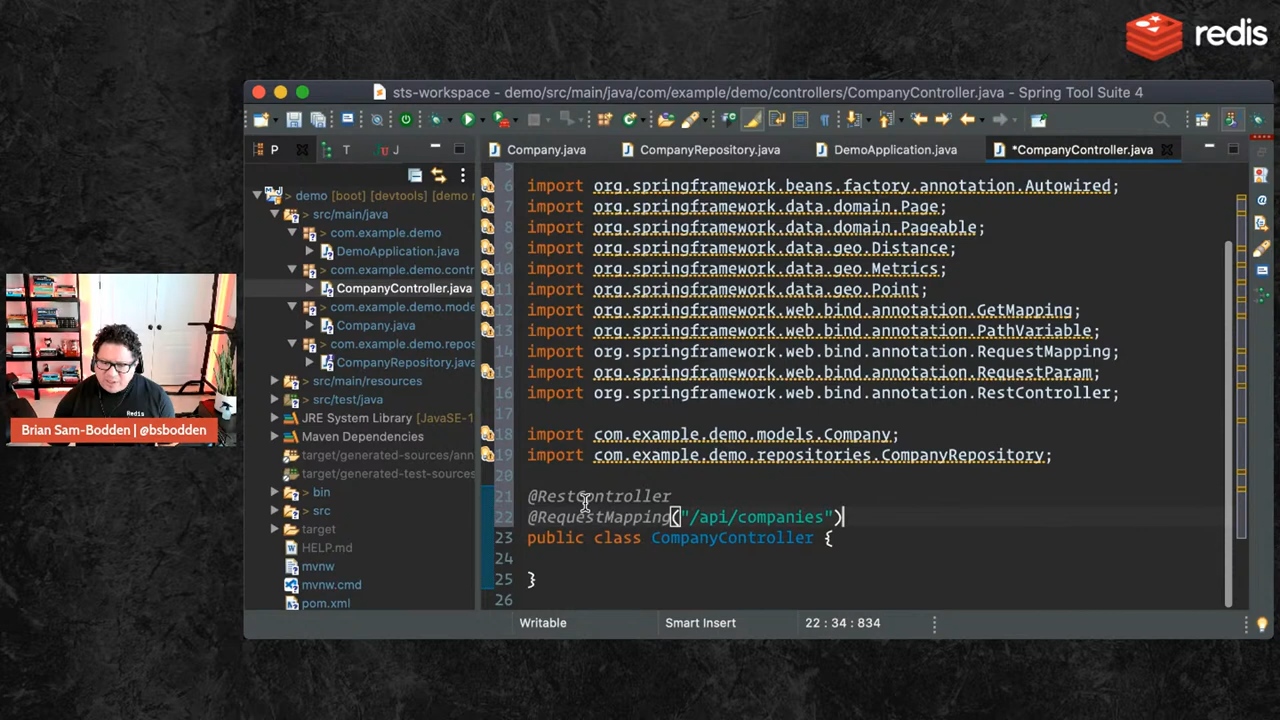 redis
sts-workspace - demo/src/main/java/com/example/demo/controllers/CompanyController.java - Spring Tool Suite 4
P T J
Company.java CompanyRepository.java DemoApplication.java *CompanyController.java
demo [boot] [devtools] [demo
> src/main/java
> com.example.demo
DemoApplication.java
> com.example.demo.contr
CompanyController.java
> com.example.demo.mode
Company.java
> com.example.demo.repos
CompanyRepository.java
> src/main/resources
> src/test/java
JRE System Library [JavaSE-1
Maven Dependencies
target/generated-sources/ann
target/generated-test-sources
> bin
> src
> target
HELP.md
mvnw
mvnw.cmd
pom.xml
6 import org.springframework.beans.factory.annotation.Autowired;
7 import org.springframework.data.domain.Page;
8 import org.springframework.data.domain.Pageable;
9 import org.springframework.data.geo.Distance;
10 import org.springframework.data.geo.Metrics;
11 import org.springframework.data.geo.Point;
12 import org.springframework.web.bind.annotation.GetMapping;
13 import org.springframework.web.bind.annotation.PathVariable;
14 import org.springframework.web.bind.annotation.RequestMapping;
15 import org.springframework.web.bind.annotation.RequestParam;
16 import org.springframework.web.bind.annotation.RestController;
17
18 import com.example.demo.models.Company;
19 import com.example.demo.repositories.CompanyRepository;
20
21 @RestController
22 @RequestMapping("/api/companies")
23 public class CompanyController {
24
25 }
26
Writable Smart Insert 22 : 34 : 834
Redis
Brian Sam-Bodden | @bsbodden